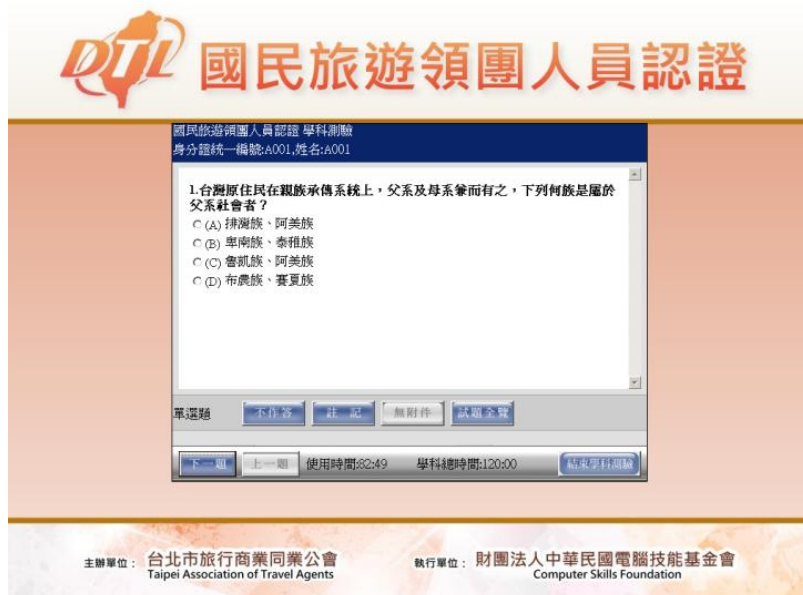 DTL 國民旅遊領團人員認證
國民旅遊領團人員認證 學科測驗
身分證統一編號:A001,姓名:A001
1.台灣原住民在親族承傳系統上,父系及母系兼而有之,下列何族是屬於
父系社會者?
(A) 排灣族、阿美族
(B) 卑南族、泰雅族
(C) 魯凱族、阿美族
(D) 布農族、賽夏族
單選題 不作答 註 記 無附件 試題全覽
下一題 上一題 使用時間:82:49 學科總時間:120:00 結束學科測驗
主辦單位: 台北市旅行商業同業公會 執行單位: 財團法人中華民國電腦技能基金會
Taipei Association of Travel Agents Computer Skills Foundation